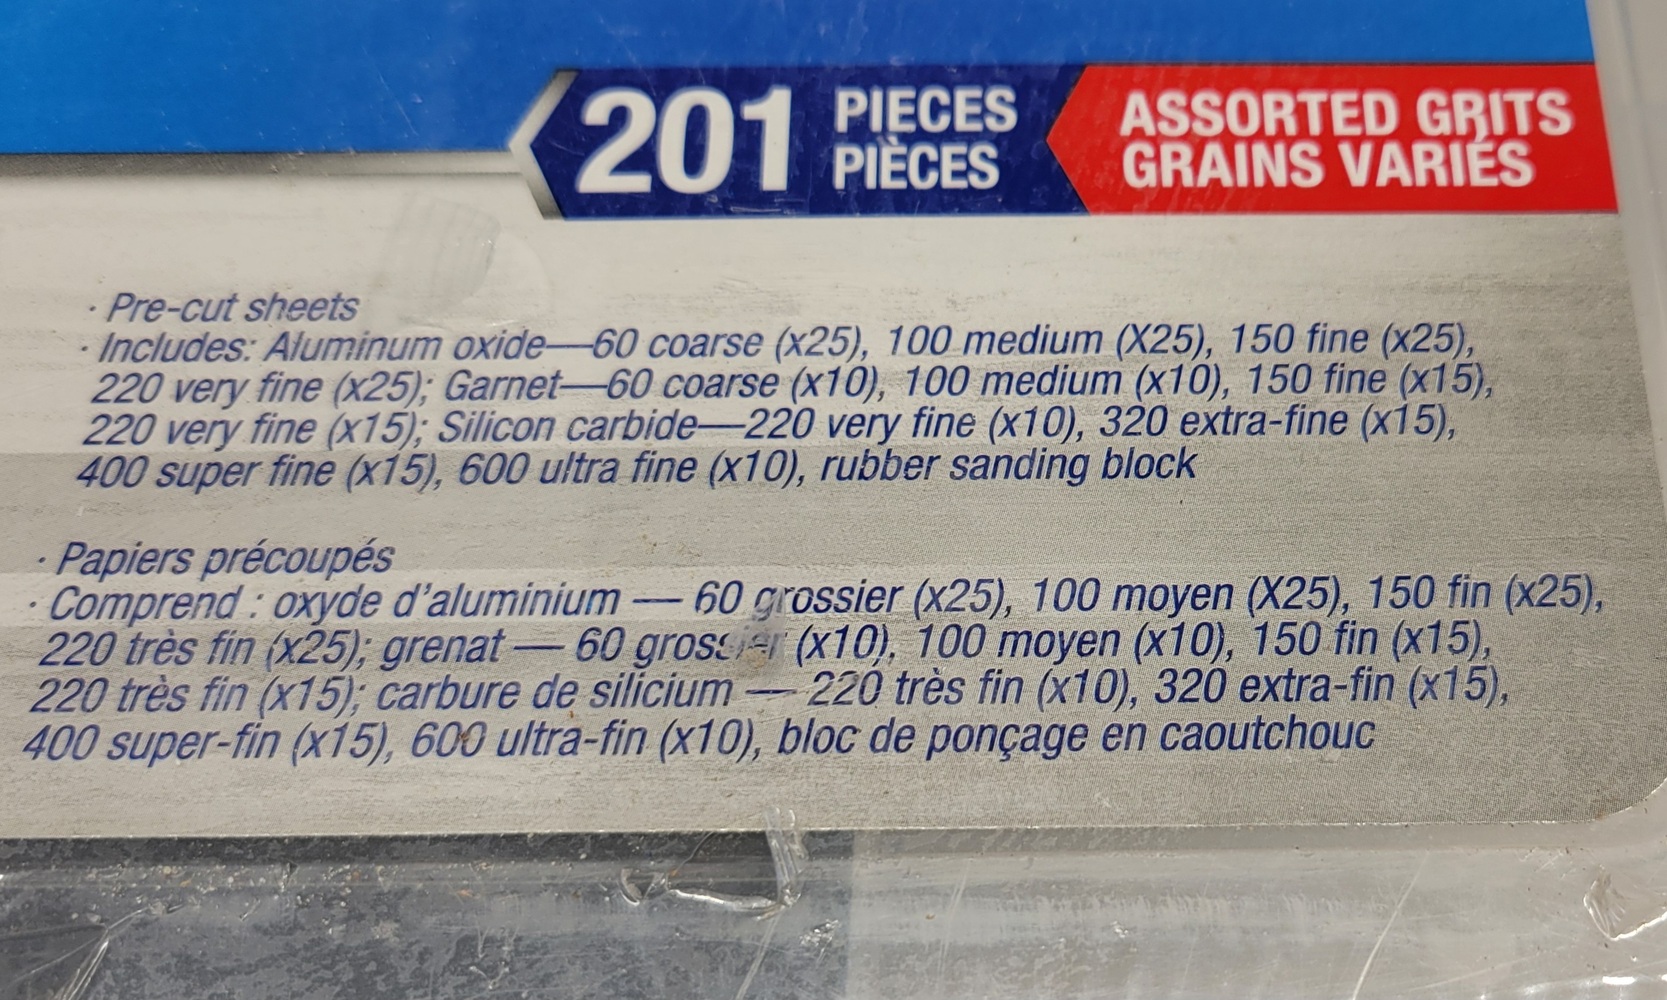 201 PIECES
PIÈCES
ASSORTED GRITS
GRAINS VARIÉS
· Pre-cut sheets
· Includes: Aluminum oxide—60 coarse (x25), 100 medium (X25), 150 fine (x25),
220 very fine (x25); Garnet—60 coarse (x10), 100 medium (x10), 150 fine (x15),
220 very fine (x15); Silicon carbide—220 very fine (x10), 320 extra-fine (x15),
400 super fine (x15), 600 ultra fine (x10), rubber sanding block
· Papiers précoupés
· Comprend : oxyde d’aluminium — 60 grossier (x25), 100 moyen (X25), 150 fin (x25),
220 très fin (x25); grenat — 60 grossier (x10), 100 moyen (x10), 150 fin (x15),
220 très fin (x15); carbure de silicium — 220 très fin (x10), 320 extra-fin (x15),
400 super-fin (x15), 600 ultra-fin (x10), bloc de ponçage en caoutchouc